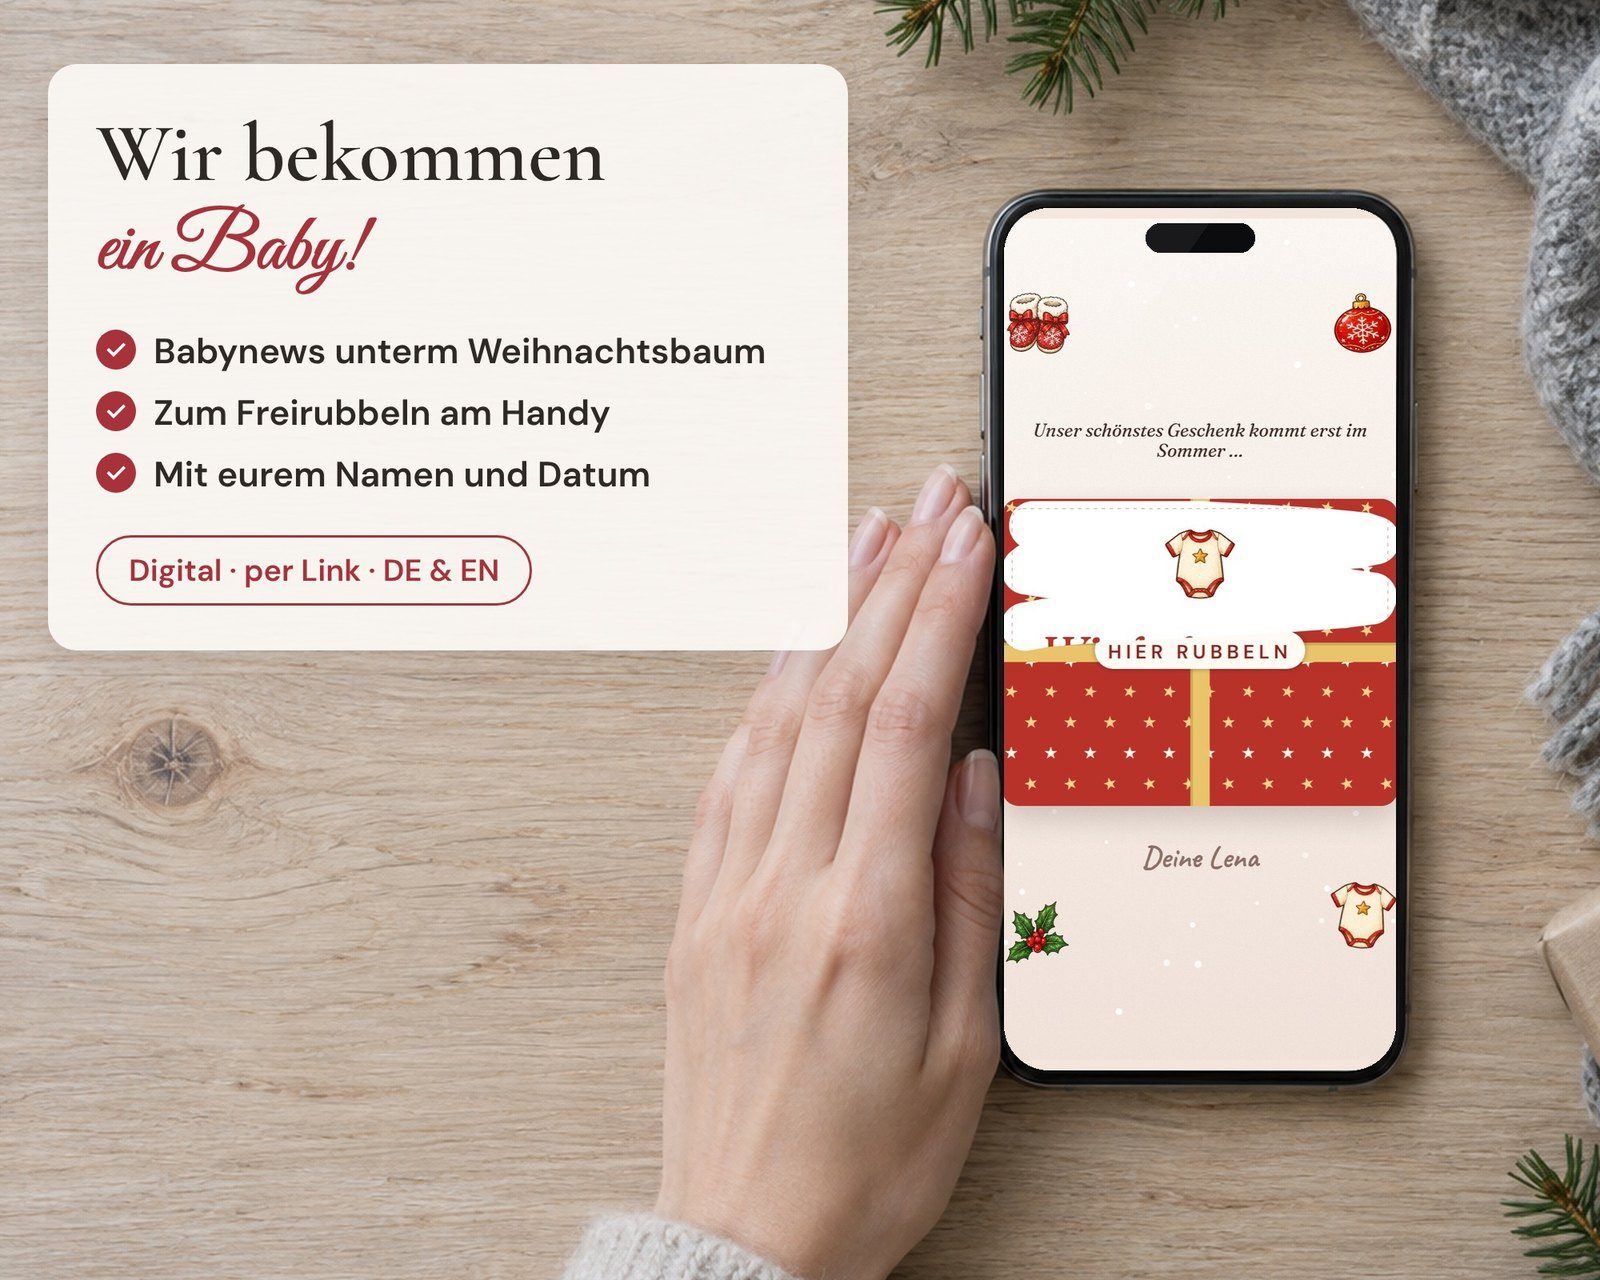 Wir bekommen
ein Baby!
Babynews unterm Weihnachtsbaum
Zum Freirubbeln am Handy
Mit eurem Namen und Datum
Digital · per Link · DE & EN
Unser schönstes Geschenk kommt erst im
Sommer ...
HIER RUBBELN
Deine Lena